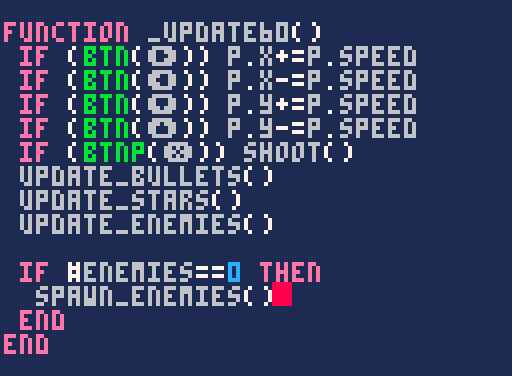 FUNCTION _UPDATE60()
IF (BTN(➡️)) P.X+=P.SPEED
IF (BTN(⬅️)) P.X-=P.SPEED
IF (BTN(⬇️)) P.Y+=P.SPEED
IF (BTN(⬆️)) P.Y-=P.SPEED
IF (BTNP(❎)) SHOOT()
UPDATE_BULLETS()
UPDATE_STARS()
UPDATE_ENEMIES()
IF #ENEMIES==0 THEN
SPAWN_ENEMIES()
END
END